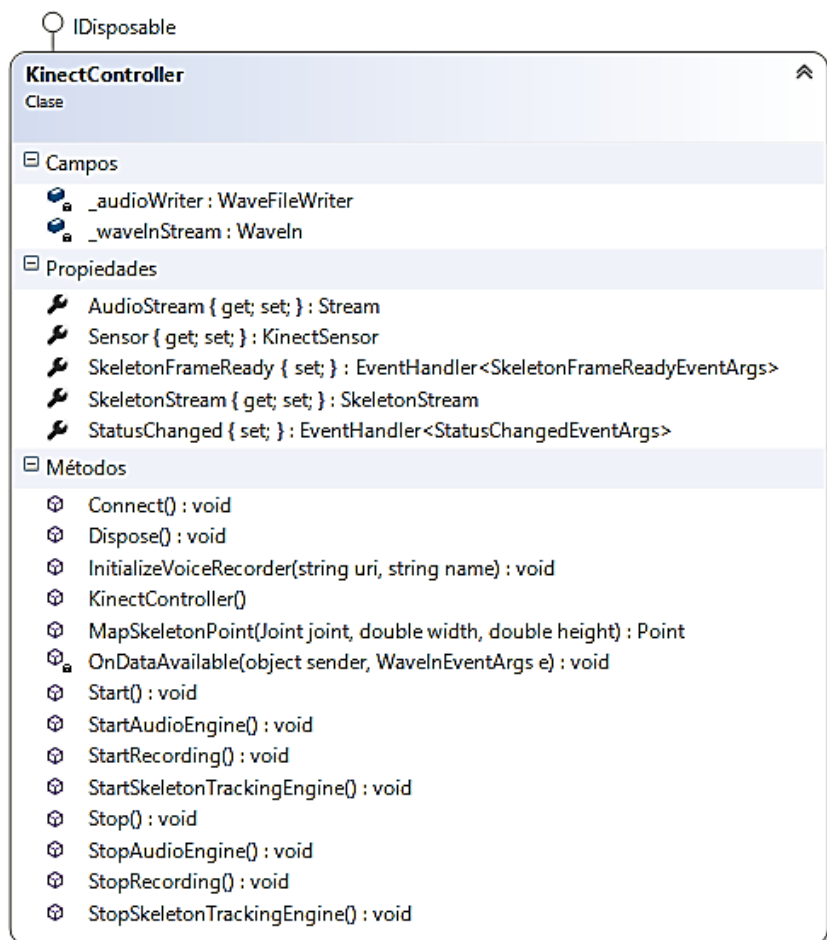 IDisposable
KinectController
Clase
Campos
_audioWriter : WaveFileWriter
_waveInStream : WaveIn
Propiedades
AudioStream { get; set; } : Stream
Sensor { get; set; } : KinectSensor
SkeletonFrameReady { set; } : EventHandler<SkeletonFrameReadyEventArgs>
SkeletonStream { get; set; } : SkeletonStream
StatusChanged { set; } : EventHandler<StatusChangedEventArgs>
Métodos
Connect() : void
Dispose() : void
InitializeVoiceRecorder(string uri, string name) : void
KinectController()
MapSkeletonPoint(Joint joint, double width, double height) : Point
OnDataAvailable(object sender, WaveInEventArgs e) : void
Start() : void
StartAudioEngine() : void
StartRecording() : void
StartSkeletonTrackingEngine() : void
Stop() : void
StopAudioEngine() : void
StopRecording() : void
StopSkeletonTrackingEngine() : void